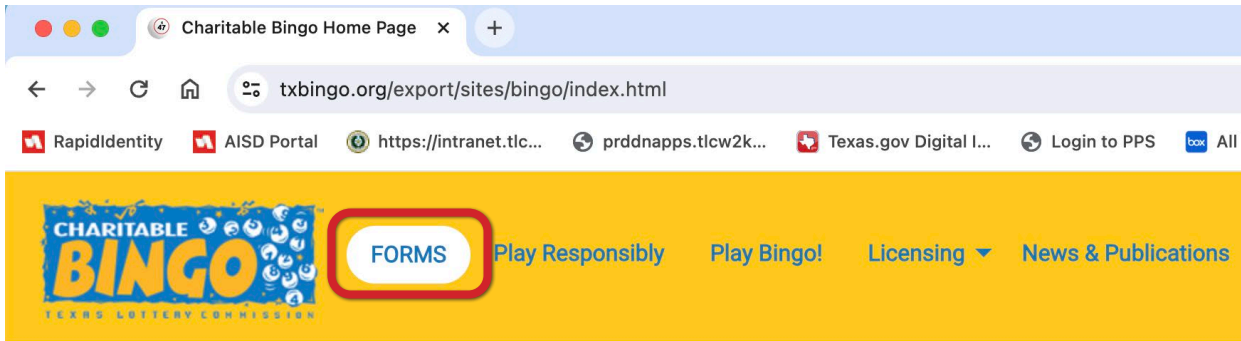 Charitable Bingo Home Page
txbingo.org/export/sites/bingo/index.html
RapidIdentity AISD Portal https://intranet.tlc... prddnapps.tlcw2k... Texas.gov Digital I... Login to PPS box All
CHARITABLE
BINGO
TEXAS LOTTERY COMMISSION
FORMS Play Responsibly Play Bingo! Licensing News & Publications